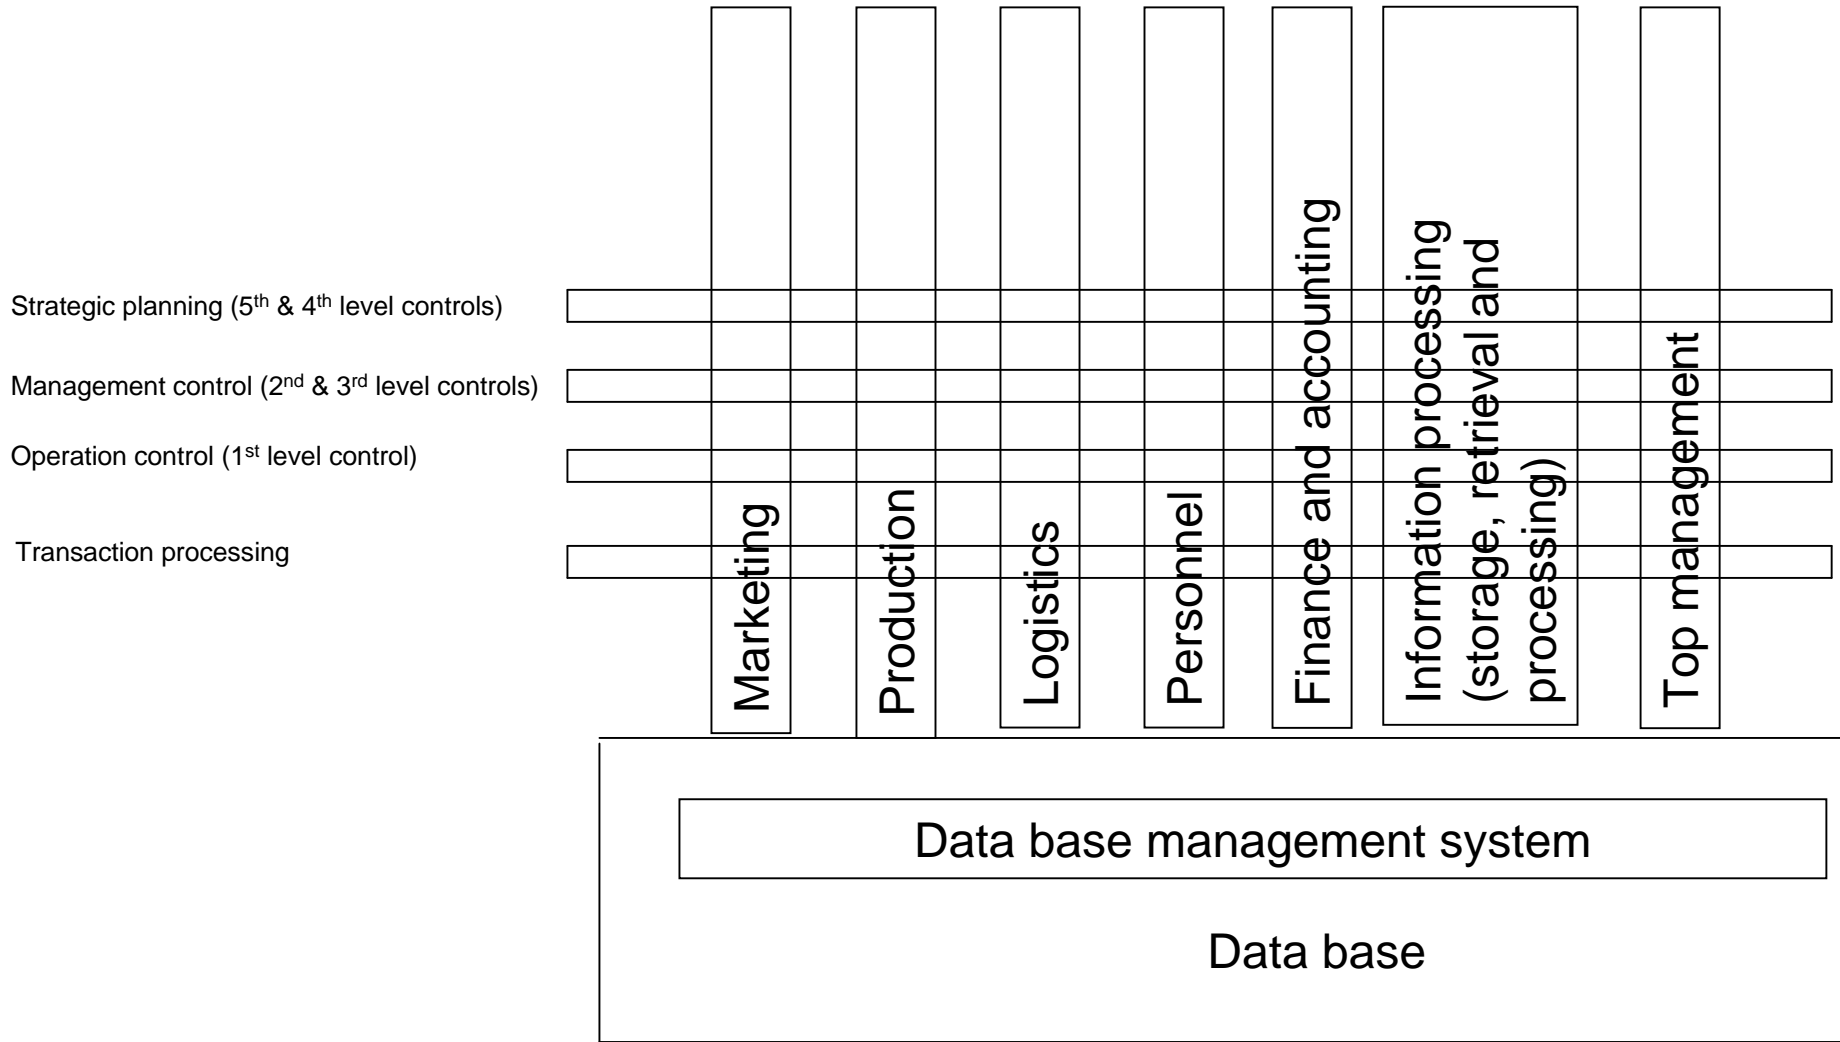 Strategic planning (5th & 4th level controls)
Management control (2nd & 3rd level controls)
Operation control (1st level control)
Transaction processing
Marketing
Production
Logistics
Personnel
Finance and accounting
Information processing
(storage, retrieval and
processing)
Top management
Data base management system
Data base